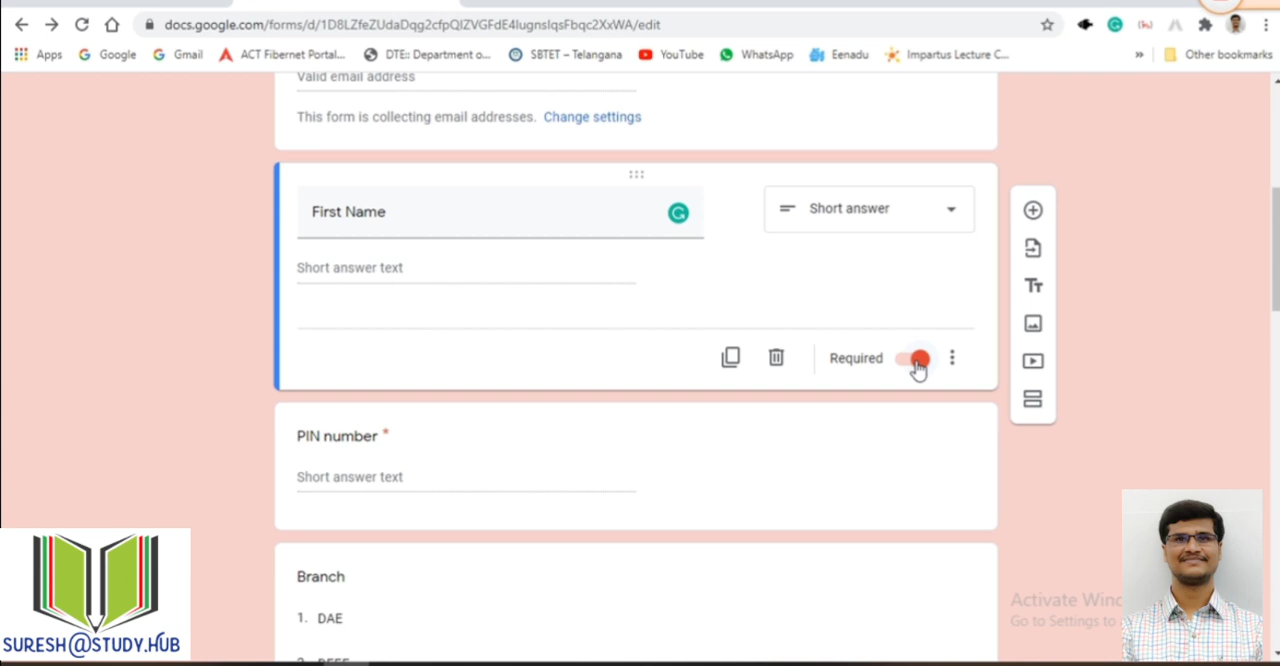 docs.google.com/forms/d/1D8LZfeZUdaDqg2cfpQIZVGFdE4lugnsIqsFbqc2XxWA/edit
Apps Google Gmail ACT Fibernet Portal... DTE:: Department o... SBTET – Telangana YouTube WhatsApp Eenadu Impartus Lecture C... » Other bookmarks
Valid email address
This form is collecting email addresses. Change settings
First Name
Short answer
Short answer text
Required
PIN number *
Short answer text
Branch
1. DAE
Activate Wind
Go to Settings to
SURESH@STUDY.HUB